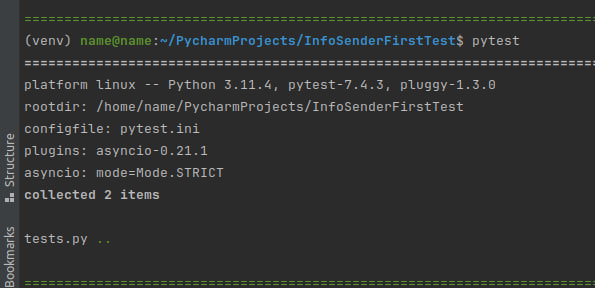 ================================================================================
(venv) name@name:~/PycharmProjects/InfoSenderFirstTest$ pytest
================================================================================
platform linux -- Python 3.11.4, pytest-7.4.3, pluggy-1.3.0
rootdir: /home/name/PycharmProjects/InfoSenderFirstTest
configfile: pytest.ini
plugins: asyncio-0.21.1
asyncio: mode=Mode.STRICT
collected 2 items
tests.py ..
================================================================================
Structure
Bookmarks